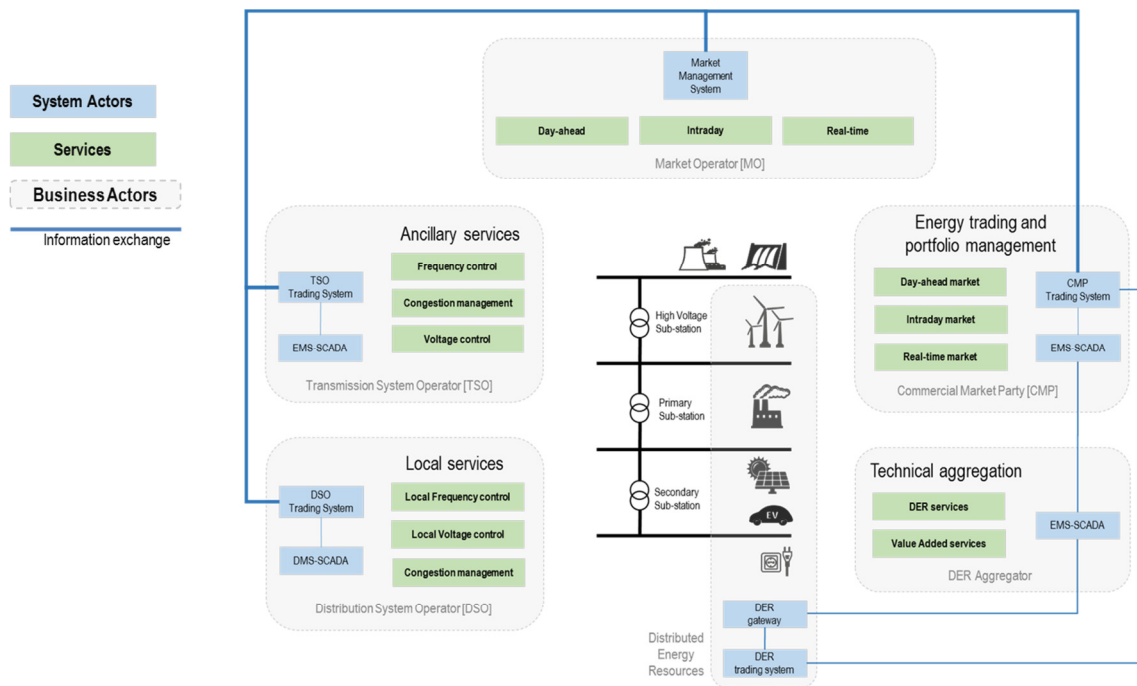 System Actors
Services
Business Actors
Information exchange
Market
Management
System
Day-ahead
Intraday
Real-time
Market Operator [MO]
Ancillary services
TSO
Trading System
EMS-SCADA
Frequency control
Congestion management
Voltage control
Transmission System Operator [TSO]
Local services
DSO
Trading System
DMS-SCADA
Local Frequency control
Local Voltage control
Congestion management
Distribution System Operator [DSO]
High Voltage
Sub-station
Primary
Sub-station
Secondary
Sub-station
EV
Distributed
Energy
Resources
DER
gateway
DER
trading system
Energy trading and
portfolio management
Day-ahead market
Intraday market
Real-time market
CMP
Trading System
EMS-SCADA
Commercial Market Party [CMP]
Technical aggregation
DER services
Value Added services
EMS-SCADA
DER Aggregator